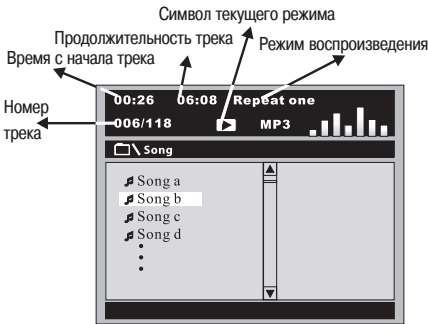 Символ текущего режима
Продолжительность трека
Режим воспроизведения
Время с начала трека
Номер
трека
00:26 06:08 Repeat one
006/118 MP3
\ Song
Song a
Song b
Song c
Song d